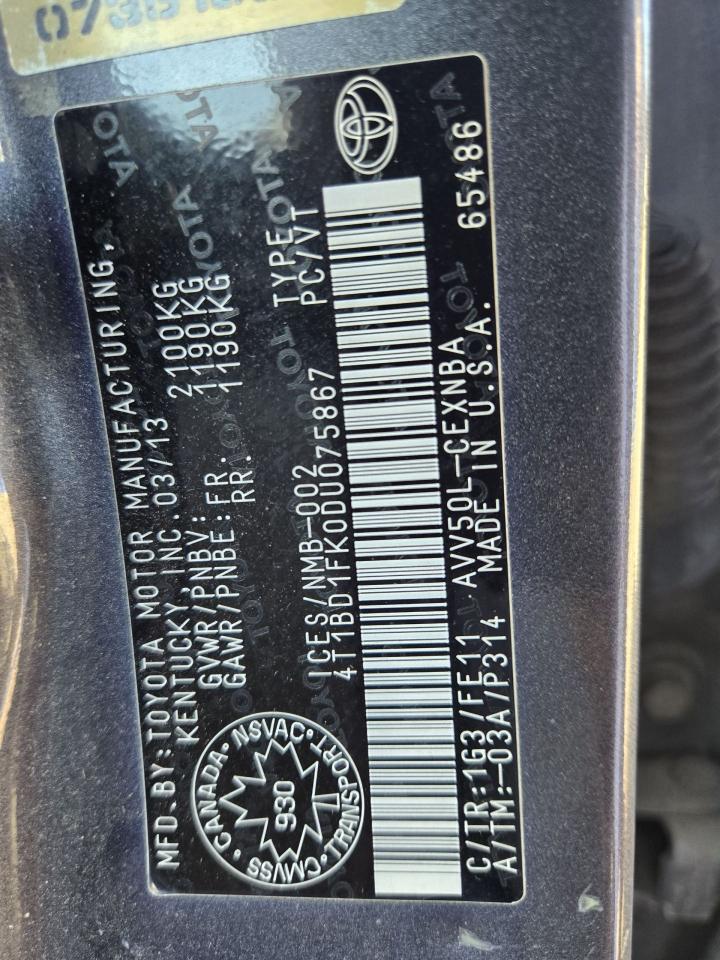 MFD.BY:TOYOTA MOTOR MANUFACTURING,
KENTUCKY,INC. 03/13
GVWR/PNBV: 2100KG
GAWR/PNBE:FR. 1190KG
RR. 1190KG
ICES/NMB-002 TYPE
4T1BD1FK0DU075867 PC/VT
C/TR:1G3/FE11 AVV50L-CEXNBA 65486
A/TM:-03A/P314 MADE IN U.S.A.
CANADA · NSVAC · TRANSPORT · CMVSS
930
TOYOTA